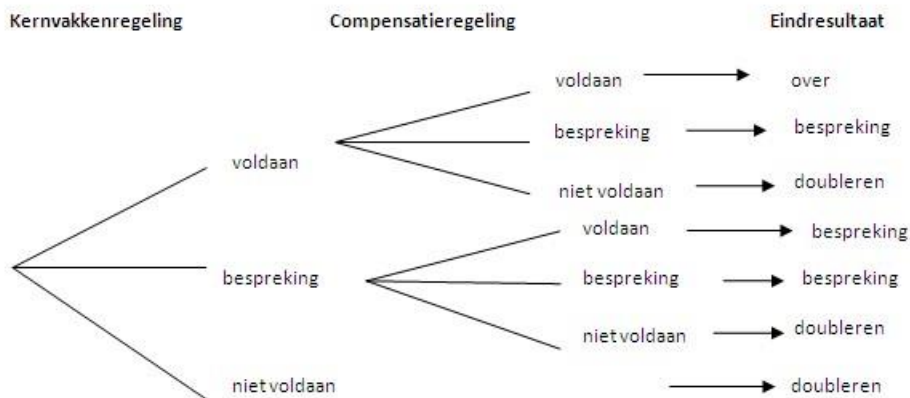 Kernvakkenregeling Compensatieregeling Eindresultaat
voldaan over
bespreking bespreking
voldaan
niet voldaan doubleren
voldaan bespreking
bespreking bespreking bespreking
niet voldaan doubleren
niet voldaan doubleren